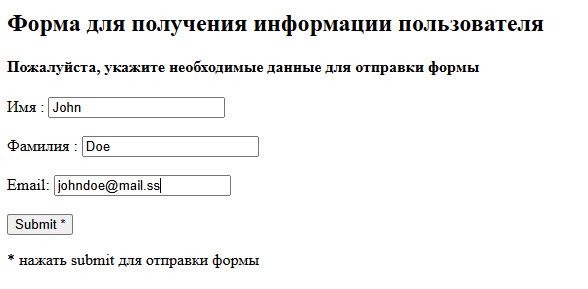 Форма для получения информации пользователя
Пожалуйста, укажите необходимые данные для отправки формы
Имя : John
Фамилия : Doe
Email: johndoe@mail.ss
Submit *
* нажать submit для отправки формы